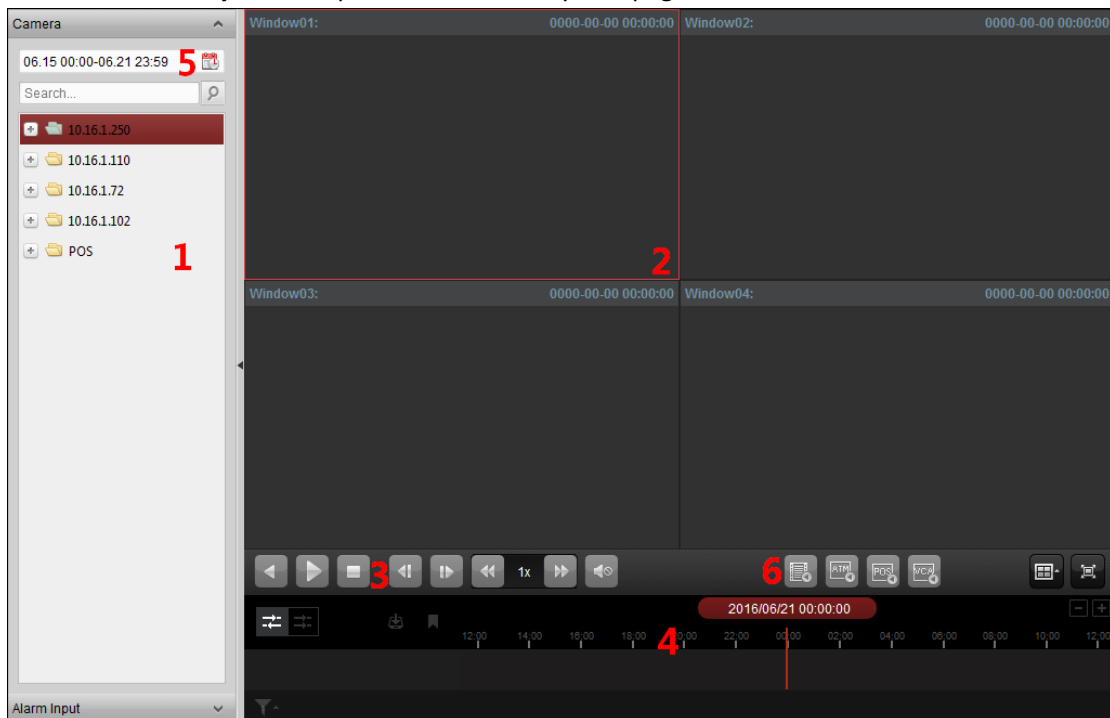 Camera
Window01: 0000-00-00 00:00:00 Window02: 0000-00-00 00:00:00
06.15 00:00-06.21 23:59 5
Search...
10.16.1.250
10.16.1.110
10.16.1.72
10.16.1.102
POS
1
2
Window03: 0000-00-00 00:00:00 Window04: 0000-00-00 00:00:00
3 1x 6 ATM POS VCA
2016/06/21 00:00:00
12:00 14:00 16:00 18:00 20:00 22:00 00:00 02:00 04:00 06:00 08:00 10:00 12:00
4
Alarm Input